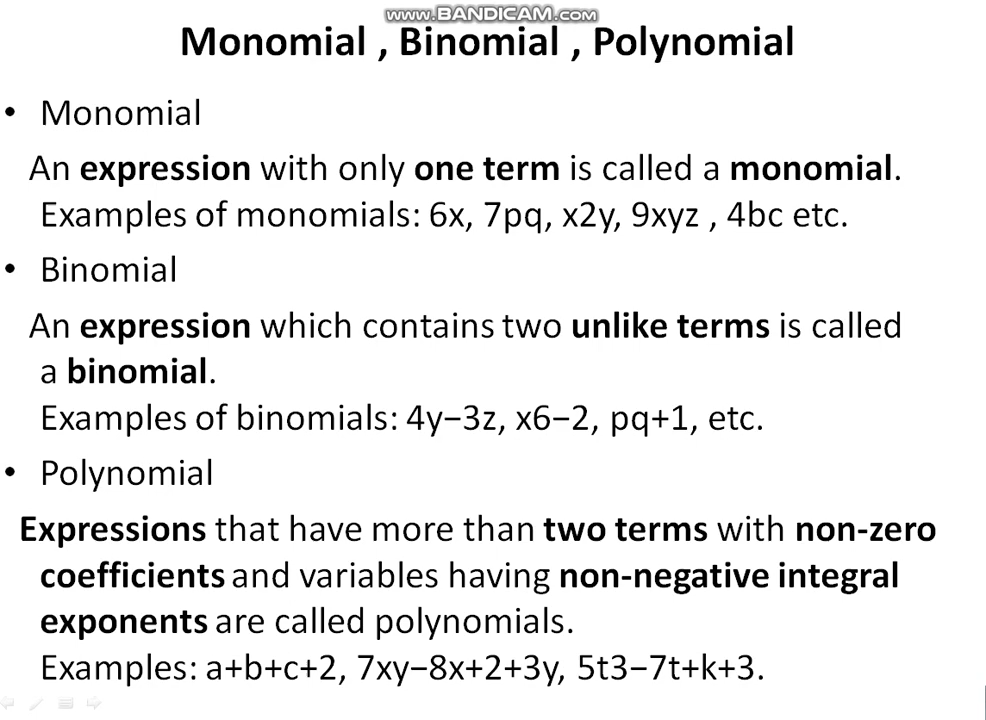 www.BANDICAM.com
Monomial , Binomial , Polynomial
• Monomial
An expression with only one term is called a monomial.
Examples of monomials: 6x, 7pq, x2y, 9xyz , 4bc etc.
• Binomial
An expression which contains two unlike terms is called
a binomial.
Examples of binomials: 4y−3z, x6−2, pq+1, etc.
• Polynomial
Expressions that have more than two terms with non-zero
coefficients and variables having non-negative integral
exponents are called polynomials.
Examples: a+b+c+2, 7xy−8x+2+3y, 5t3−7t+k+3.